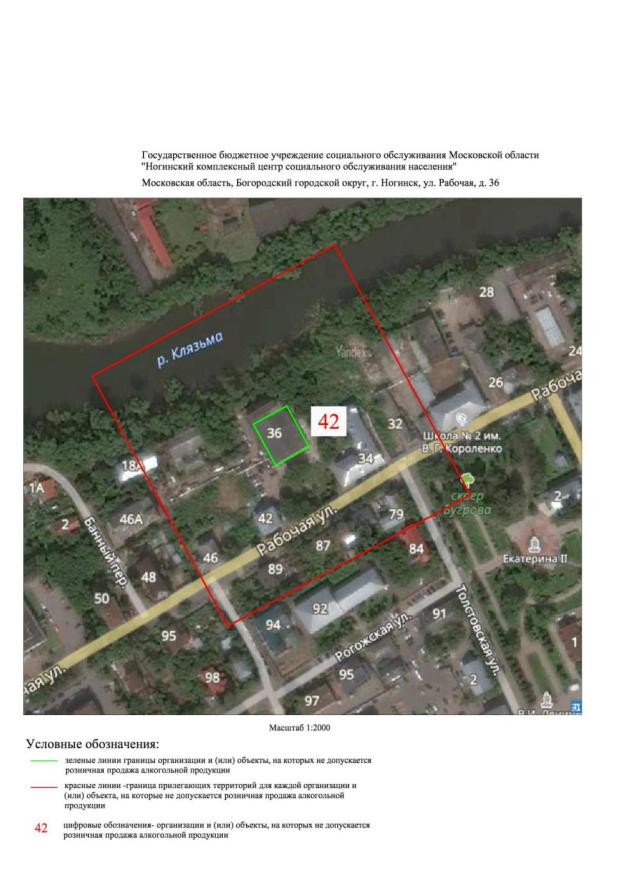 Государственное бюджетное учреждение социального обслуживания Московской области
"Ногинский комплексный центр социального обслуживания населения"
Московская область, Богородский городской округ, г. Ногинск, ул. Рабочая, д. 36
28
р. Клязьма
Yandex
24
26
Рабоча
36
42
32
Школа № 2 им.
В. Г. Короленко
34
18А
1А
сквер
Бугрова
2
2
46А
42
Рабочая ул.
79
Банный пер.
87
84
Екатерина II
46
48
89
50
92
91
Толстовская ул.
94
95
Рогожская ул.
1
98
95
2
чая ул.
97
В.И. Ленин
Масштаб 1:2000
Условные обозначения:
зеленые линии границы организации и (или) объекты, на которых не допускается
розничная продажа алкогольной продукции
красные линии -граница прилегающих территорий для каждой организации и
(или) объекта, на которые не допускается розничная продажа алкогольной
продукции
42
цифровые обозначения- организации и (или) объекты, на которых не допускается
розничная продажа алкогольной продукции